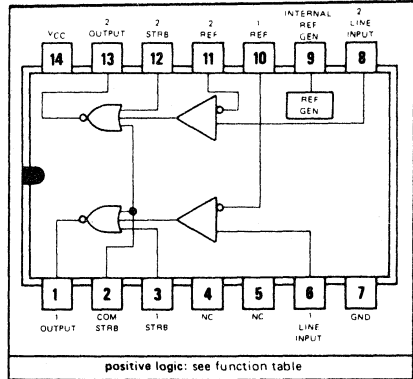 INTERNAL
2 2 2 1 REF 2
VCC OUTPUT STRB REF REF GEN LINE INPUT
14 13 12 11 10 9 8
REF
GEN
1 2 3 4 5 6 7
1 OUTPUT COM STRB 1 STRB NC NC 1 LINE INPUT GND
positive logic: see function table